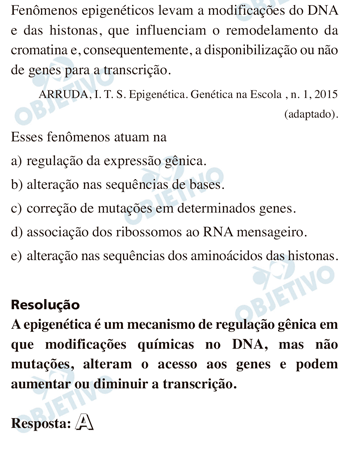 Fenômenos epigenéticos levam a modificações do DNA
e das histonas, que influenciam o remodelamento da
cromatina e, consequentemente, a disponibilização ou não
de genes para a transcrição.
ARRUDA, I. T. S. Epigenética. Genética na Escola , n. 1, 2015
(adaptado).
Esses fenômenos atuam na
a) regulação da expressão gênica.
b) alteração nas sequências de bases.
c) correção de mutações em determinados genes.
d) associação dos ribossomos ao RNA mensageiro.
e) alteração nas sequências dos aminoácidos das histonas.
Resolução
A epigenética é um mecanismo de regulação gênica em
que modificações químicas no DNA, mas não
mutações, alteram o acesso aos genes e podem
aumentar ou diminuir a transcrição.
Resposta: A
OBJETIVO
OBJETIVO
OBJETIVO
OBJETIVO